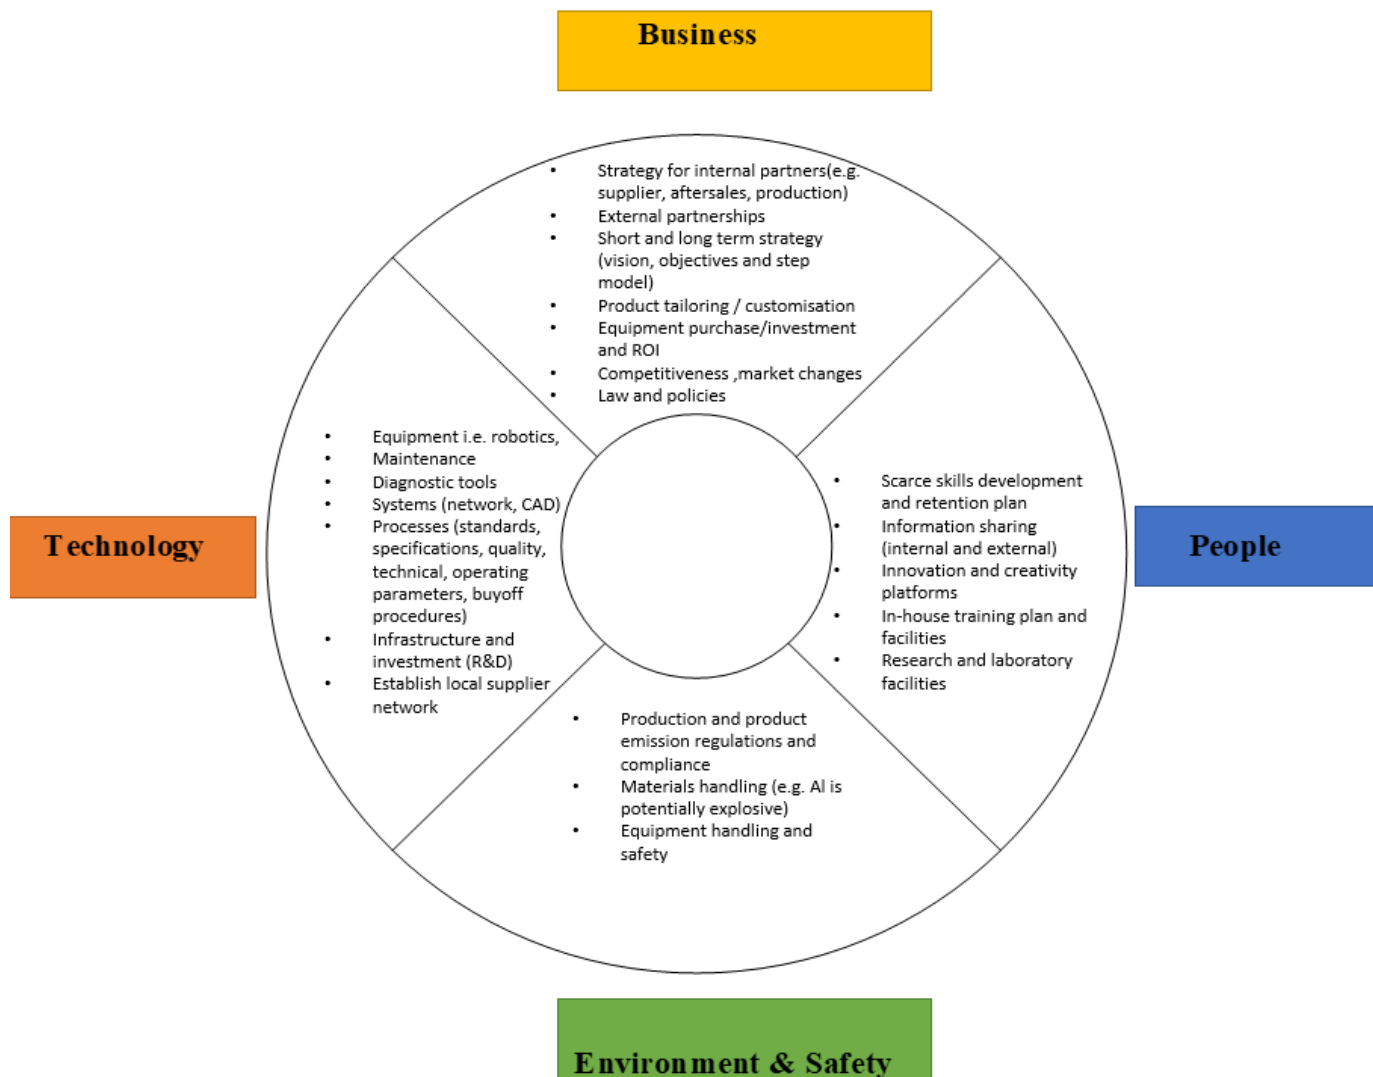 Business
• Strategy for internal partners(e.g.
supplier, aftersales, production)
• External partnerships
• Short and long term strategy
(vision, objectives and step
model)
• Product tailoring / customisation
• Equipment purchase/investment
and ROI
• Competitiveness ,market changes
• Law and policies
Technology
• Equipment i.e. robotics,
• Maintenance
• Diagnostic tools
• Systems (network, CAD)
• Processes (standards,
specifications, quality,
technical, operating
parameters, buyoff
procedures)
• Infrastructure and
investment (R&D)
• Establish local supplier
network
• Scarce skills development
and retention plan
• Information sharing
(internal and external)
• Innovation and creativity
platforms
• In-house training plan and
facilities
• Research and laboratory
facilities
People
• Production and product
emission regulations and
compliance
• Materials handling (e.g. Al is
potentially explosive)
• Equipment handling and
safety
Environment & Safety